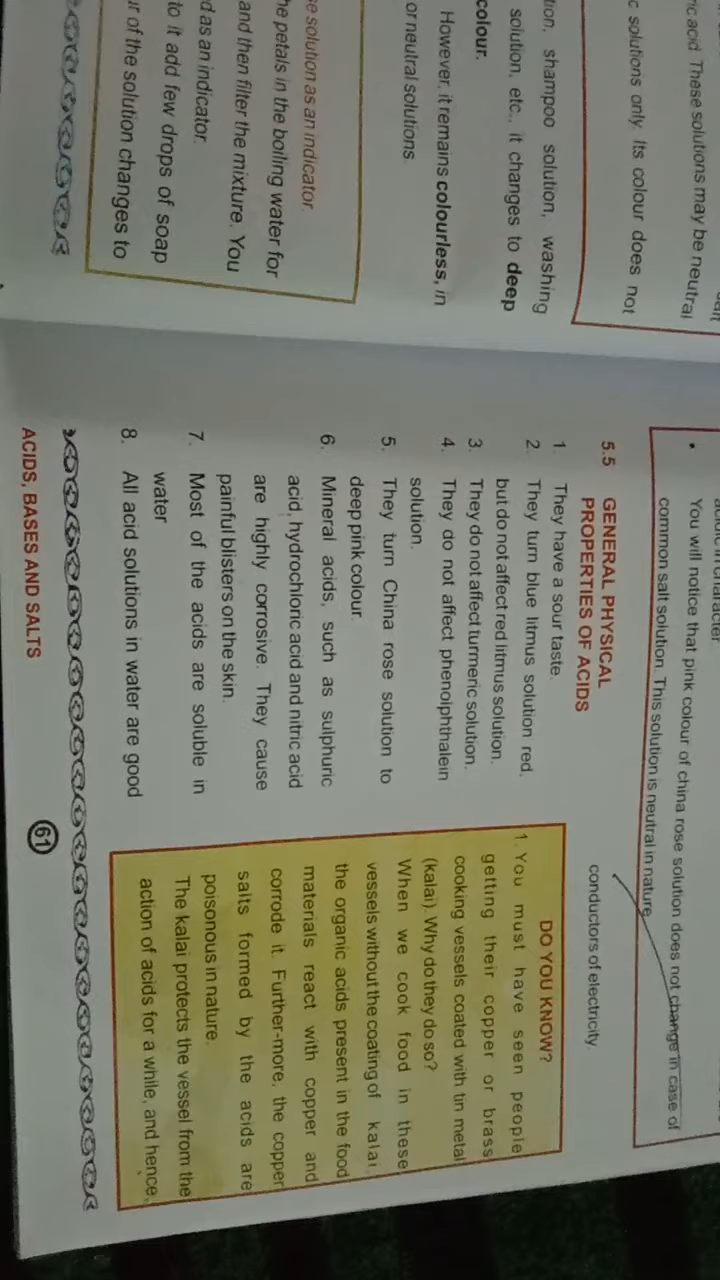 ric acid. These solutions may be neutral
c solutions only. Its colour does not
tion, shampoo solution, washing
solution, etc., it changes to deep
colour.
However, it remains colourless, in
or neutral solutions.
se solution as an indicator.
he petals in the boiling water for
and then filter the mixture. You
d as an indicator.
to it add few drops of soap
ur of the solution changes to
• You will notice that pink colour of china rose solution does not change in case of
common salt solution. This solution is neutral in nature.
5.5 GENERAL PHYSICAL
PROPERTIES OF ACIDS
1. They have a sour taste.
2. They turn blue litmus solution red,
but do not affect red litmus solution.
3. They do not affect turmeric solution.
4. They do not affect phenolphthalein
solution.
5. They turn China rose solution to
deep pink colour.
6. Mineral acids, such as sulphuric
acid, hydrochloric acid and nitric acid
are highly corrosive. They cause
painful blisters on the skin.
7. Most of the acids are soluble in
water
8. All acid solutions in water are good
conductors of electricity.
DO YOU KNOW?
1. You must have seen people
getting their copper or brass
cooking vessels coated with tin metal
(kalai). Why do they do so?
When we cook food in these
vessels without the coating of kalai,
the organic acids present in the food
materials react with copper and
corrode it. Further-more, the copper
salts formed by the acids are
poisonous in nature.
The kalai protects the vessel from the
action of acids for a while, and hence,
ACIDS, BASES AND SALTS
61